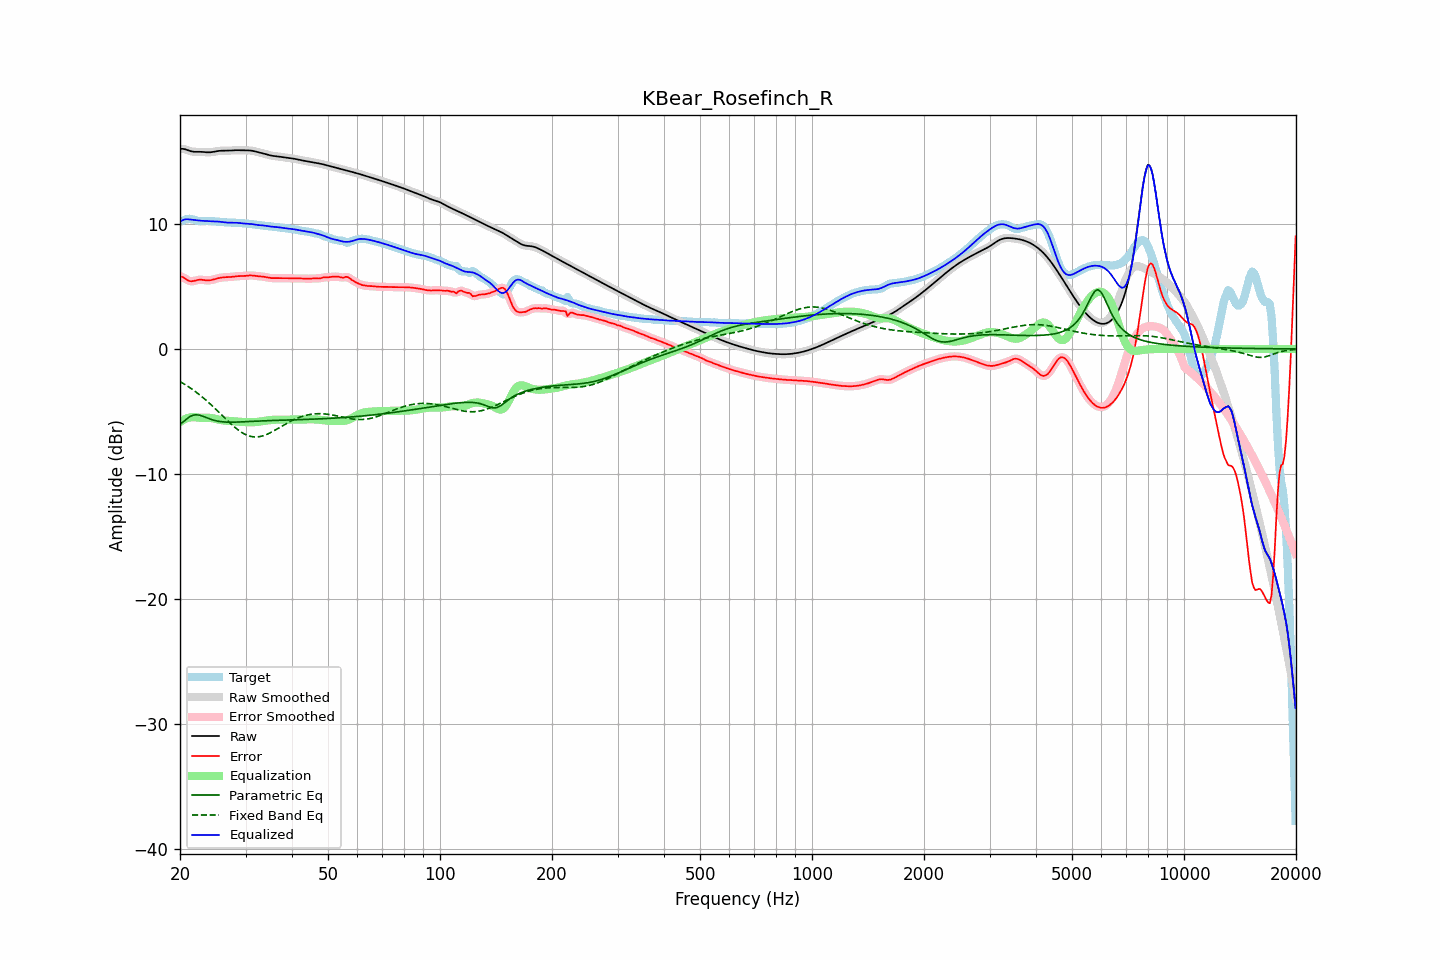 KBear_Rosefinch_R
Amplitude (dBr)
10
0
−10
−20
−30
−40
Target
Raw Smoothed
Error Smoothed
Raw
Error
Equalization
Parametric Eq
Fixed Band Eq
Equalized
20 50 100 200 500 1000 2000 5000 10000 20000
Frequency (Hz)